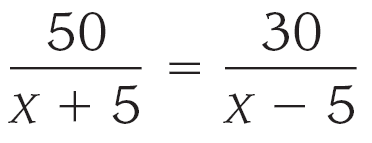 50/(x + 5) = 30/(x − 5)